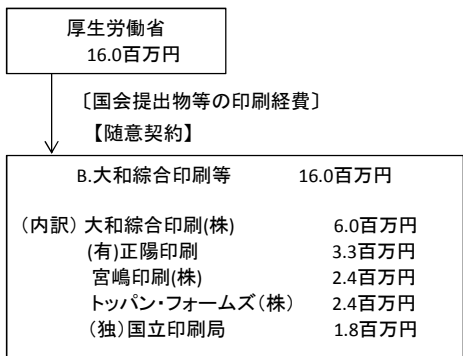 厚生労働省
16.0百万円
〔国会提出物等の印刷経費〕
【随意契約】
B.大和綜合印刷等 16.0百万円
(内訳) 大和綜合印刷(株) 6.0百万円
(有)正陽印刷 3.3百万円
宮嶋印刷(株) 2.4百万円
トッパン・フォームズ(株) 2.4百万円
(独)国立印刷局 1.8百万円